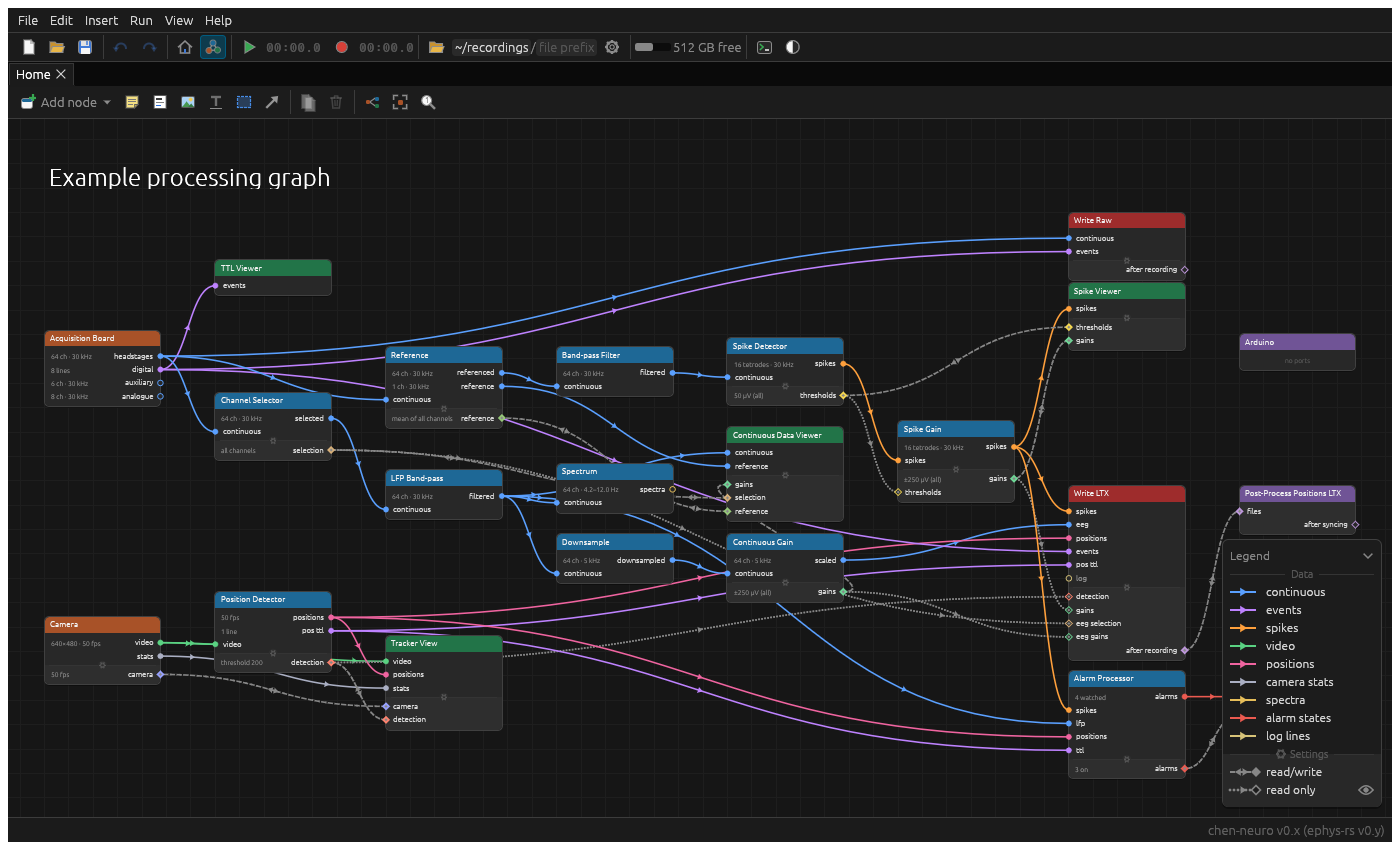 File Edit Insert Run View Help
00:00.0 00:00.0 ~/recordings/file prefix 512 GB free
Home
Add node
Example processing graph
Write Raw
continuous
events
after recording
TTL Viewer
events
Spike Viewer
spikes
thresholds
gains
Acquisition Board
64 ch · 30 kHz headstages
8 lines digital
6 ch · 30 kHz auxiliary
8 ch · 30 kHz analogue
Arduino
no ports
Reference
64 ch · 30 kHz referenced
1 ch · 30 kHz reference
continuous
mean of all channels reference
Band-pass Filter
64 ch · 30 kHz filtered
continuous
Spike Detector
16 tetrodes · 30 kHz spikes
continuous
50 µV (all) thresholds
Channel Selector
64 ch · 30 kHz selected
continuous
all channels selection
Continuous Data Viewer
continuous
reference
gains
selection
reference
Spike Gain
16 tetrodes · 30 kHz spikes
spikes
±250 µV (all) gains
thresholds
LFP Band-pass
64 ch · 30 kHz filtered
continuous
Spectrum
64 ch · 4.2–12.0 Hz spectra
continuous
Write LTX
spikes
eeg
positions
events
pos ttl
log
detection
gains
eeg selection
eeg gains
after recording
Post-Process Positions LTX
files
after syncing
Downsample
64 ch · 5 kHz downsampled
continuous
Continuous Gain
64 ch · 5 kHz scaled
continuous
±250 µV (all) gains
Position Detector
50 fps positions
1 line pos ttl
video
threshold 200 detection
Camera
640×480 · 50 fps video
stats
50 fps camera
Tracker View
video
positions
stats
camera
detection
Alarm Processor
4 watched alarms
spikes
lfp
positions
ttl
3 on alarms
Legend
Data
continuous
events
spikes
video
positions
camera stats
spectra
alarm states
log lines
Settings
read/write
read only
chen-neuro v0.x (ephys-rs v0.y)